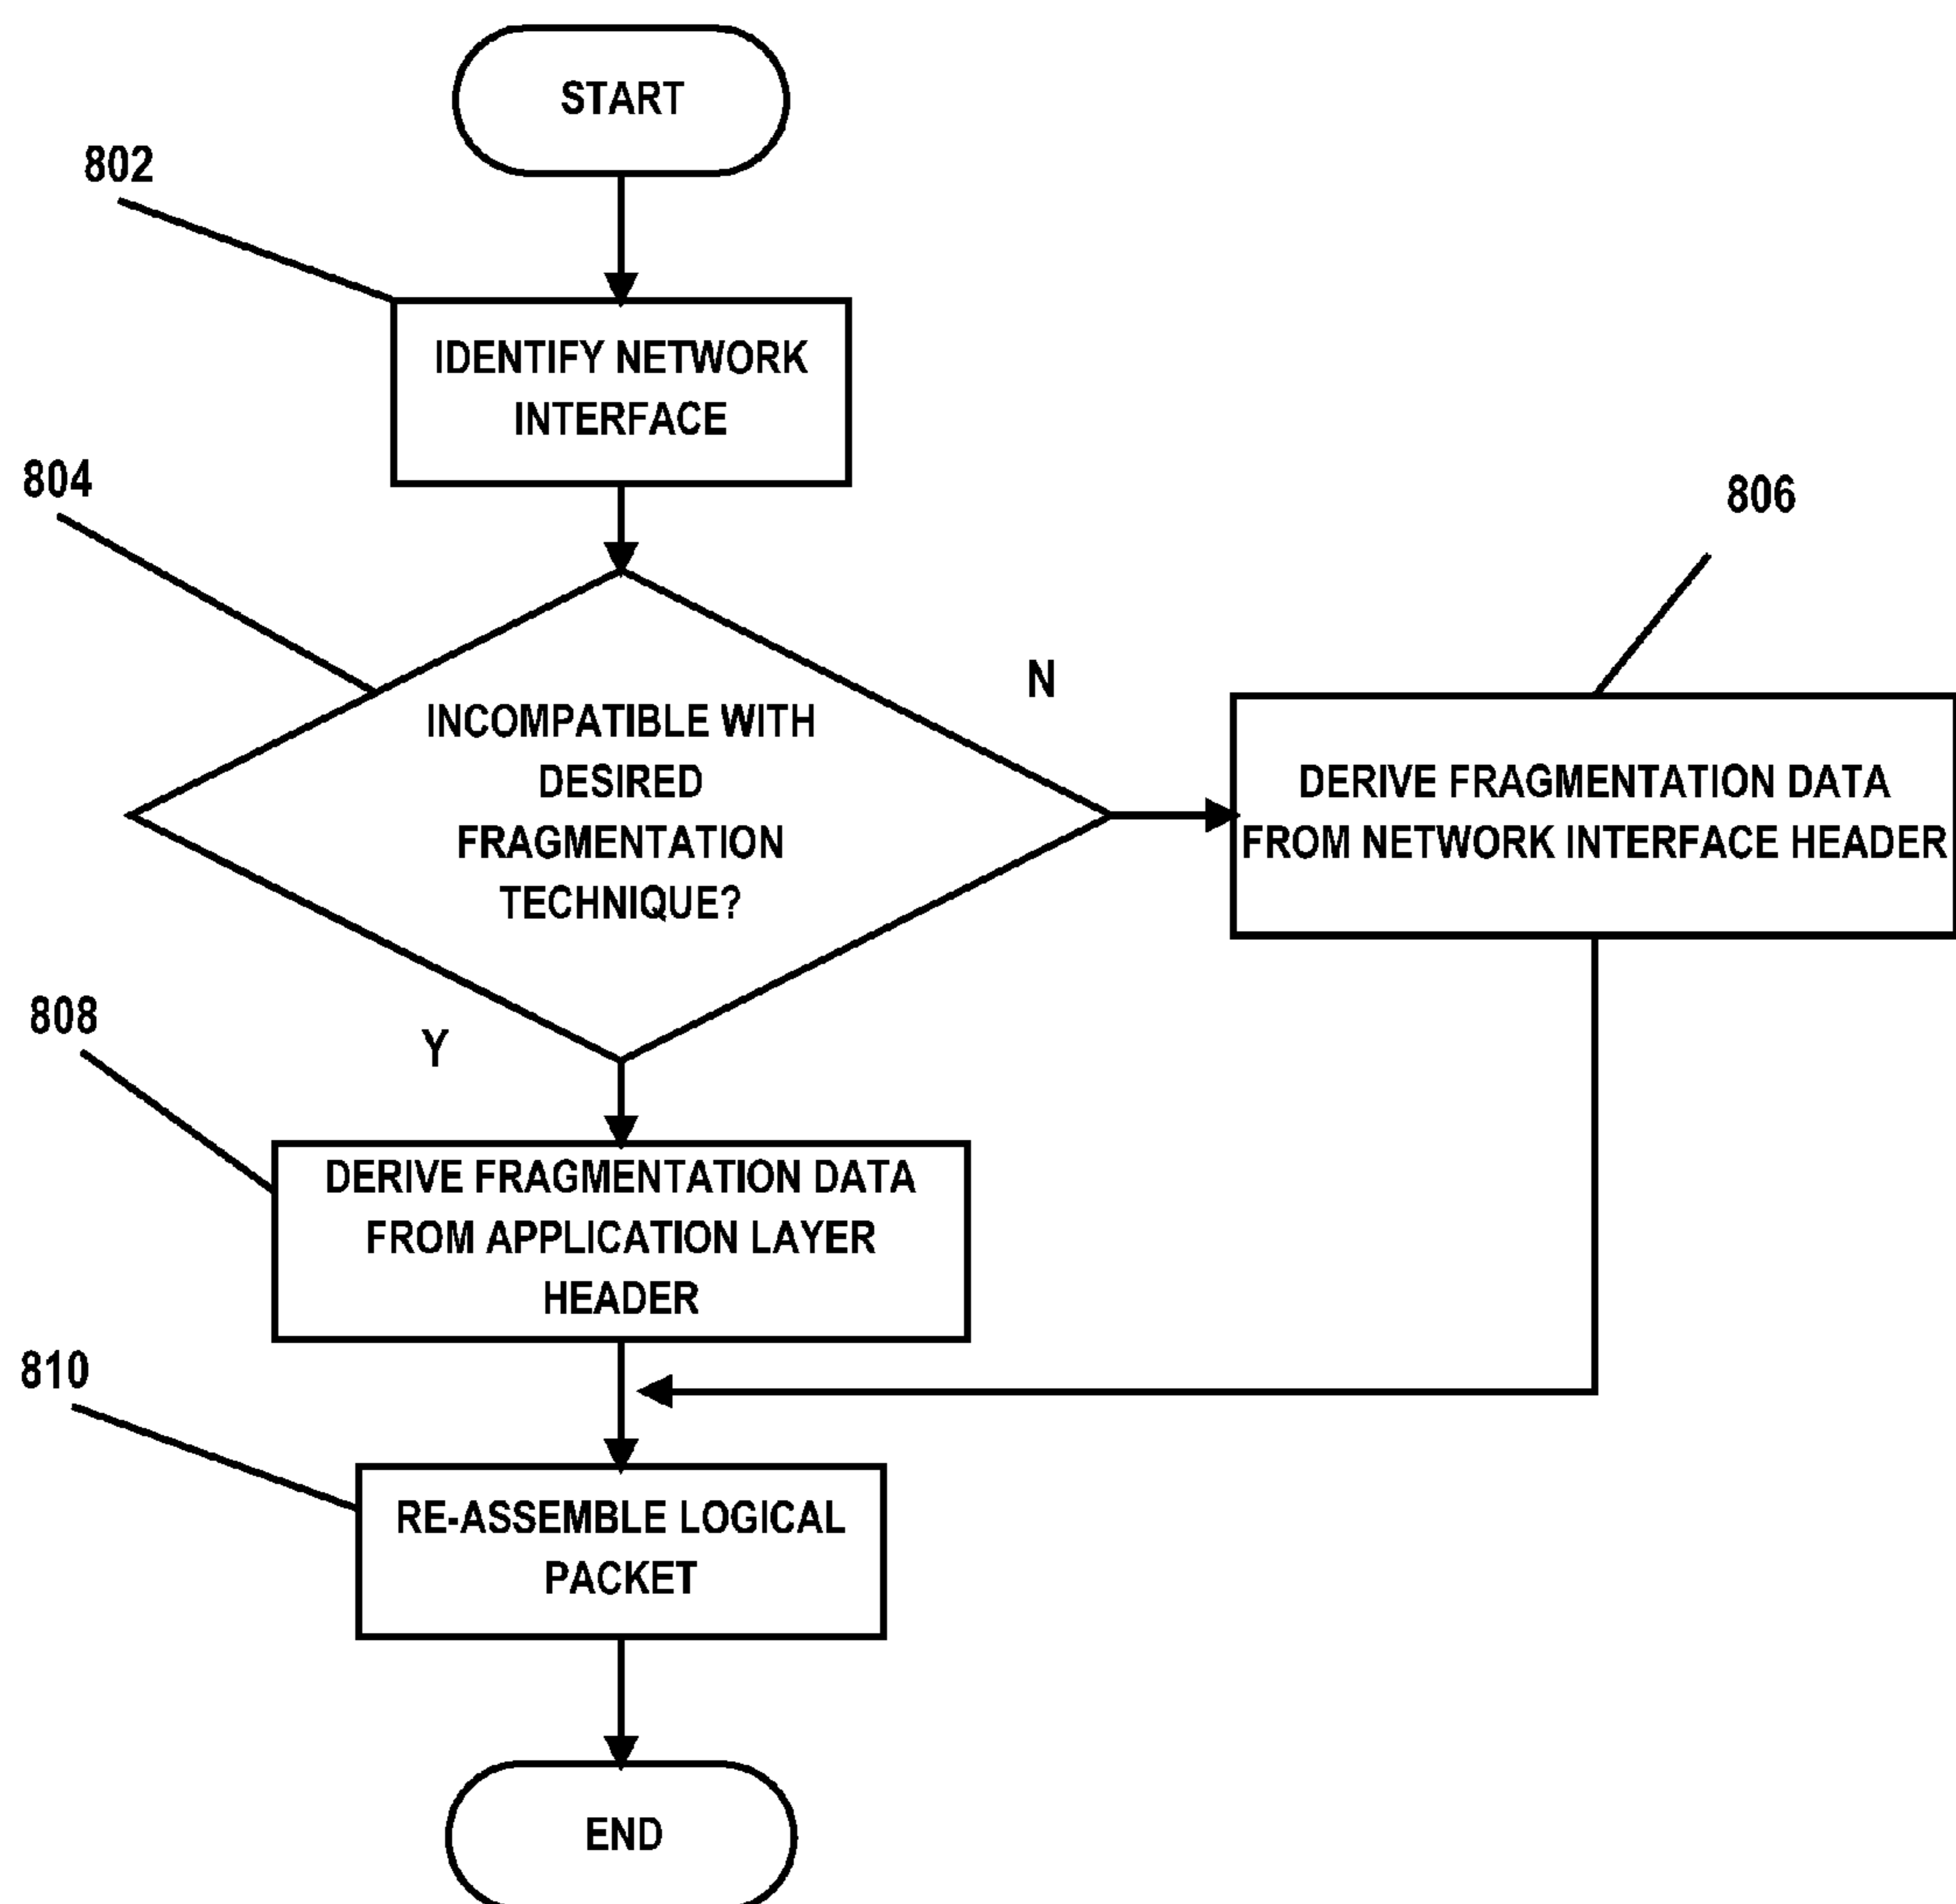 START
802
IDENTIFY NETWORK
INTERFACE
804
806
N
INCOMPATIBLE WITH
DESIRED
FRAGMENTATION
TECHNIQUE?
DERIVE FRAGMENTATION DATA
FROM NETWORK INTERFACE HEADER
808
Y
DERIVE FRAGMENTATION DATA
FROM APPLICATION LAYER
HEADER
810
RE-ASSEMBLE LOGICAL
PACKET
END